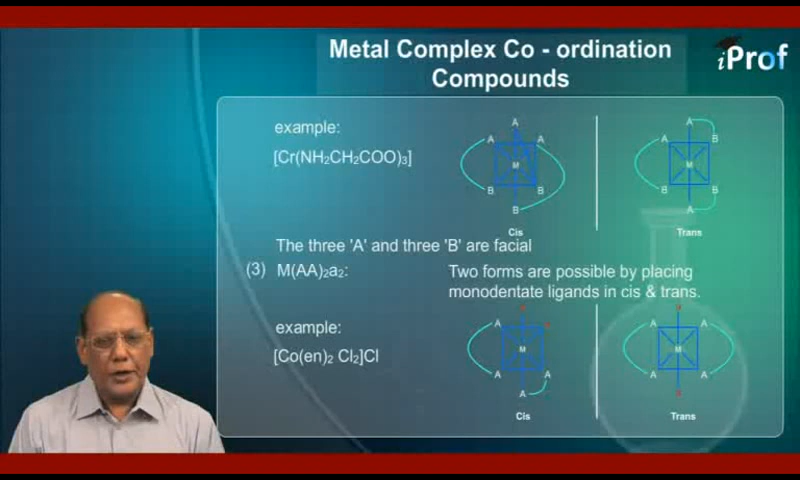 Metal Complex Co - ordination
Compounds
iProf
example:
[Cr(NH₂CH₂COO)₃]
A
A A
M
B B
B
Cis
A
A B
M
B B
A
Trans
The three 'A' and three 'B' are facial
(3) M(AA)₂a₂:
Two forms are possible by placing
monodentate ligands in cis & trans.
example:
[Co(en)₂ Cl₂]Cl
a
A a
M
A A
A
Cis
a
A A
M
A A
a
Trans